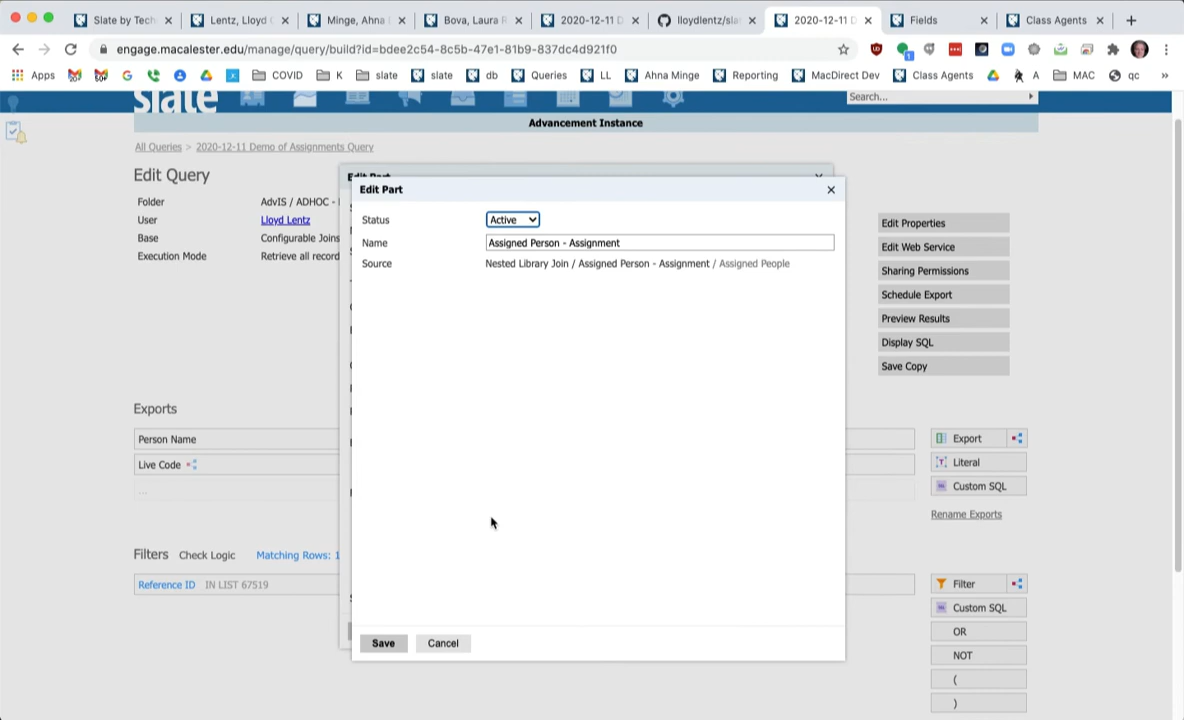 Slate by Tech
Lentz, Lloyd (
Minge, Ahna
Bova, Laura R
2020-12-11 D
lloydlentz/sla
2020-12-11 D
Fields
Class Agents
engage.macalester.edu/manage/query/build?id=bdee2c54-8c5b-47e1-81b9-837dc4d921f0
Apps
COVID
K
slate
slate
db
Queries
LL
Ahna Minge
Reporting
MacDirect Dev
Class Agents
A
MAC
qc
»
slate
Search...
Advancement Instance
All Queries > 2020-12-11 Demo of Assignments Query
Edit Query
Folder AdvIS / ADHOC -
User Lloyd Lentz
Base Configurable Joins
Execution Mode Retrieve all record
Edit Properties
Edit Web Service
Sharing Permissions
Schedule Export
Preview Results
Display SQL
Save Copy
Edit Part
Edit Part
Status Active
Name Assigned Person - Assignment
Source Nested Library Join / Assigned Person - Assignment / Assigned People
Save Cancel
Exports
Person Name
Live Code
...
Export
Literal
Custom SQL
Rename Exports
Filters Check Logic Matching Rows: 1
Reference ID IN LIST 67519
Filter
Custom SQL
OR
NOT
(
)